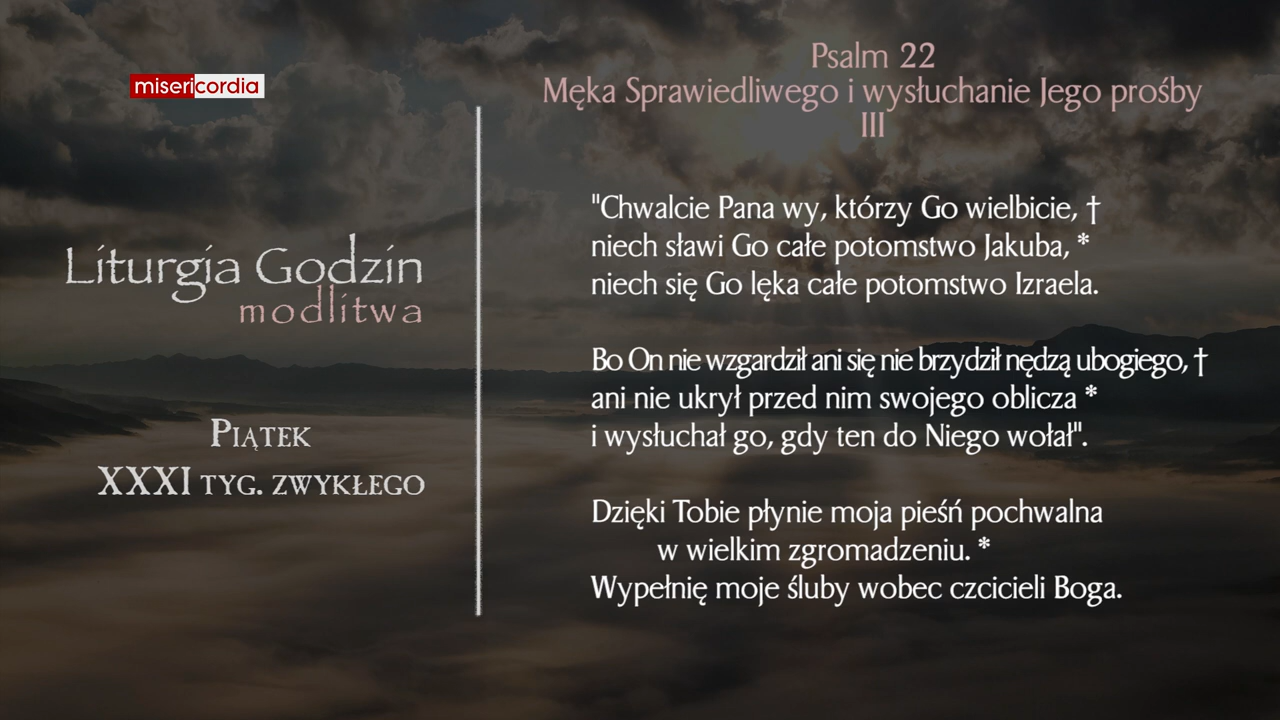 misericordia
Liturgia Godzin
modlitwa
Piątek
XXXI tyg. zwykłego
Psalm 22
Męka Sprawiedliwego i wysłuchanie Jego prośby
III
"Chwalcie Pana wy, którzy Go wielbicie, †
niech sławi Go całe potomstwo Jakuba, *
niech się Go lęka całe potomstwo Izraela.
Bo On nie wzgardził ani się nie brzydził nędzą ubogiego, †
ani nie ukrył przed nim swojego oblicza *
i wysłuchał go, gdy ten do Niego wołał".
Dzięki Tobie płynie moja pieśń pochwalna
w wielkim zgromadzeniu. *
Wypełnię moje śluby wobec czcicieli Boga.